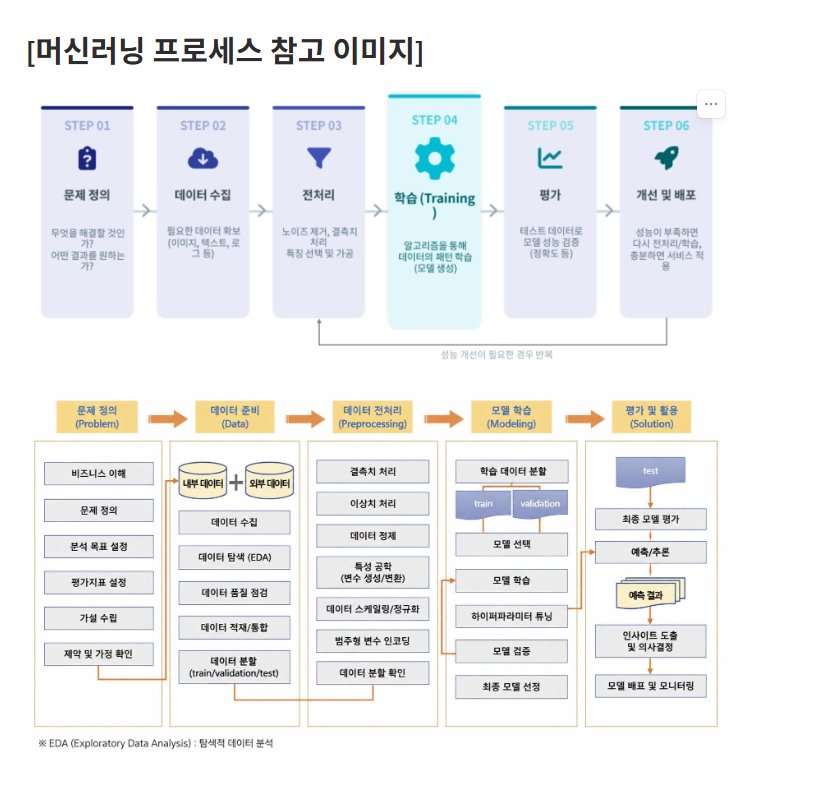 [머신러닝 프로세스 참고 이미지]
...
STEP 01
문제 정의
무엇을 해결할 것인
가?
어떤 결과를 원하는
가?
STEP 02
데이터 수집
필요한 데이터 확보
(이미지, 텍스트, 로
그 등)
STEP 03
전처리
노이즈 제거, 결측치
처리
특징 선택 및 가공
STEP 04
학습 (Training
)
알고리즘을 통해
데이터의 패턴 학습
(모델 생성)
STEP 05
평가
테스트 데이터로
모델 성능 검증
(정확도 등)
STEP 06
개선 및 배포
성능이 부족하면
다시 전처리/학습,
충분하면 서비스 적
용
성능 개선이 필요한 경우 반복
문제 정의
(Problem)
비즈니스 이해
문제 정의
분석 목표 설정
평가지표 설정
가설 수립
제약 및 가정 확인
데이터 준비
(Data)
내부 데이터 + 외부 데이터
데이터 수집
데이터 탐색 (EDA)
데이터 품질 점검
데이터 적재/통합
데이터 분할
(train/validation/test)
데이터 전처리
(Preprocessing)
결측치 처리
이상치 처리
데이터 정제
특성 공학
(변수 생성/변환)
데이터 스케일링/정규화
범주형 변수 인코딩
데이터 분할 확인
모델 학습
(Modeling)
학습 데이터 분할
train validation
모델 선택
모델 학습
하이퍼파라미터 튜닝
모델 검증
최종 모델 선정
평가 및 활용
(Solution)
test
최종 모델 평가
예측/추론
예측 결과
인사이트 도출
및 의사결정
모델 배포 및 모니터링
※ EDA (Exploratory Data Analysis) : 탐색적 데이터 분석